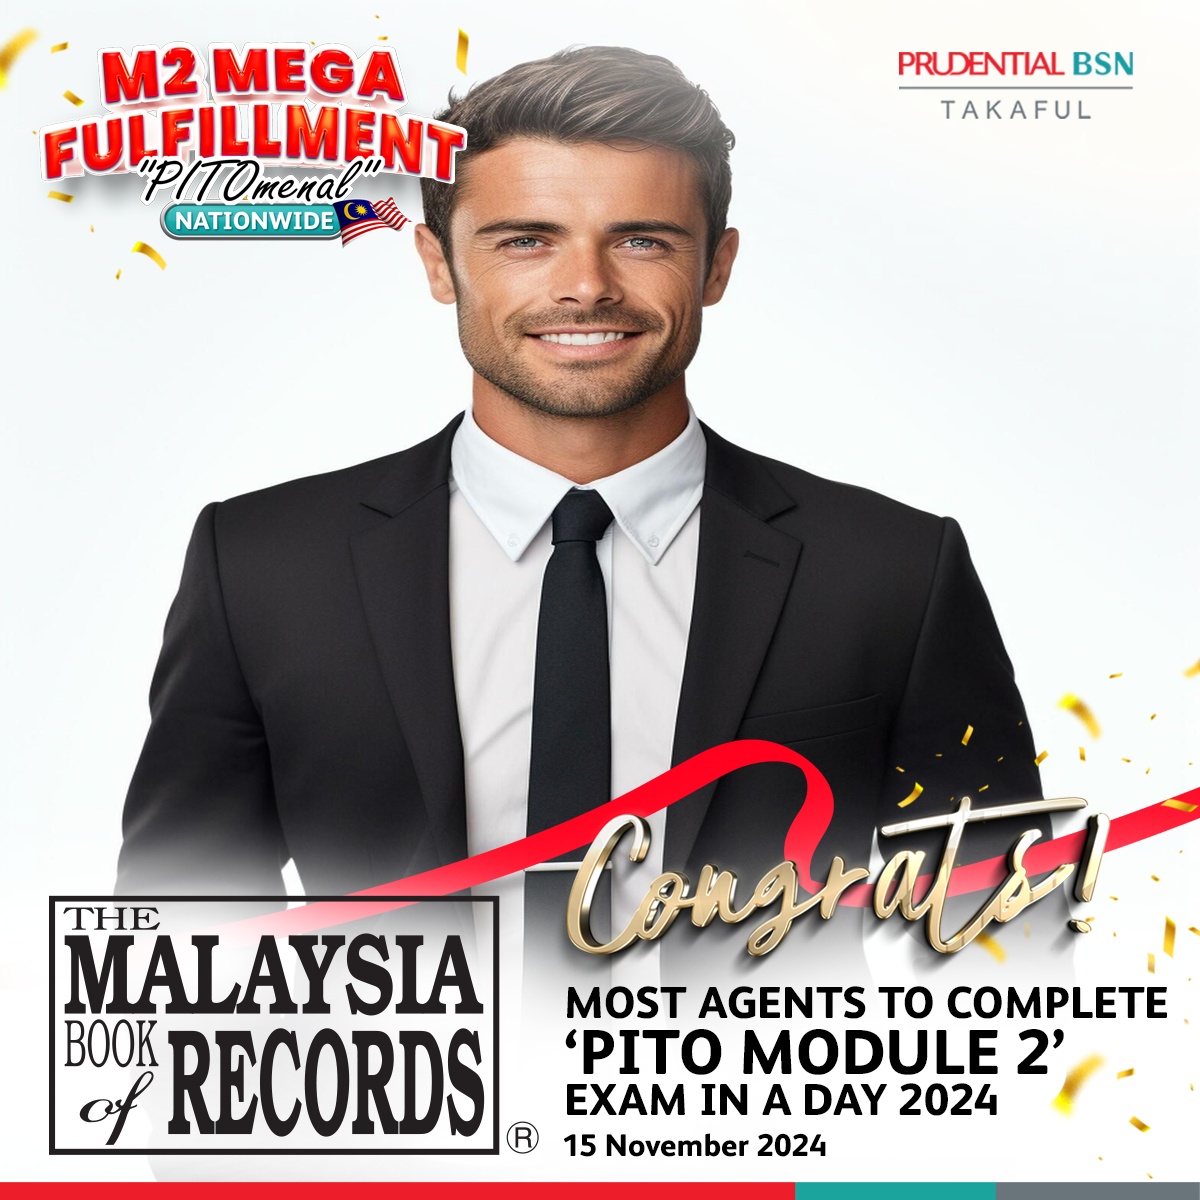 M2 MEGA
FULFILLMENT
"PITOmenal"
NATIONWIDE
PRUDENTIAL BSN
TAKAFUL
Congrats!
THE
MALAYSIA
BOOK
of
RECORDS
®
MOST AGENTS TO COMPLETE
‘PITO MODULE 2’
EXAM IN A DAY 2024
15 November 2024